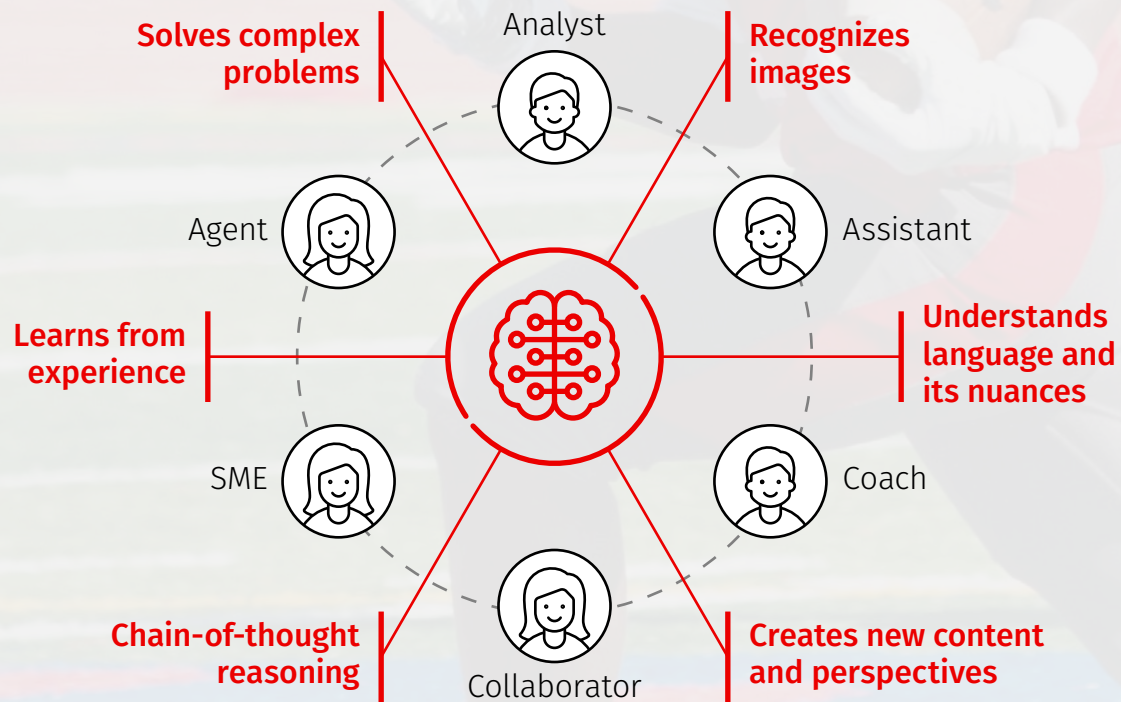 Analyst
Solves complex
problems
Recognizes
images
Agent
Assistant
Learns from
experience
Understands
language and
its nuances
SME
Coach
Chain-of-thought
reasoning
Collaborator
Creates new content
and perspectives